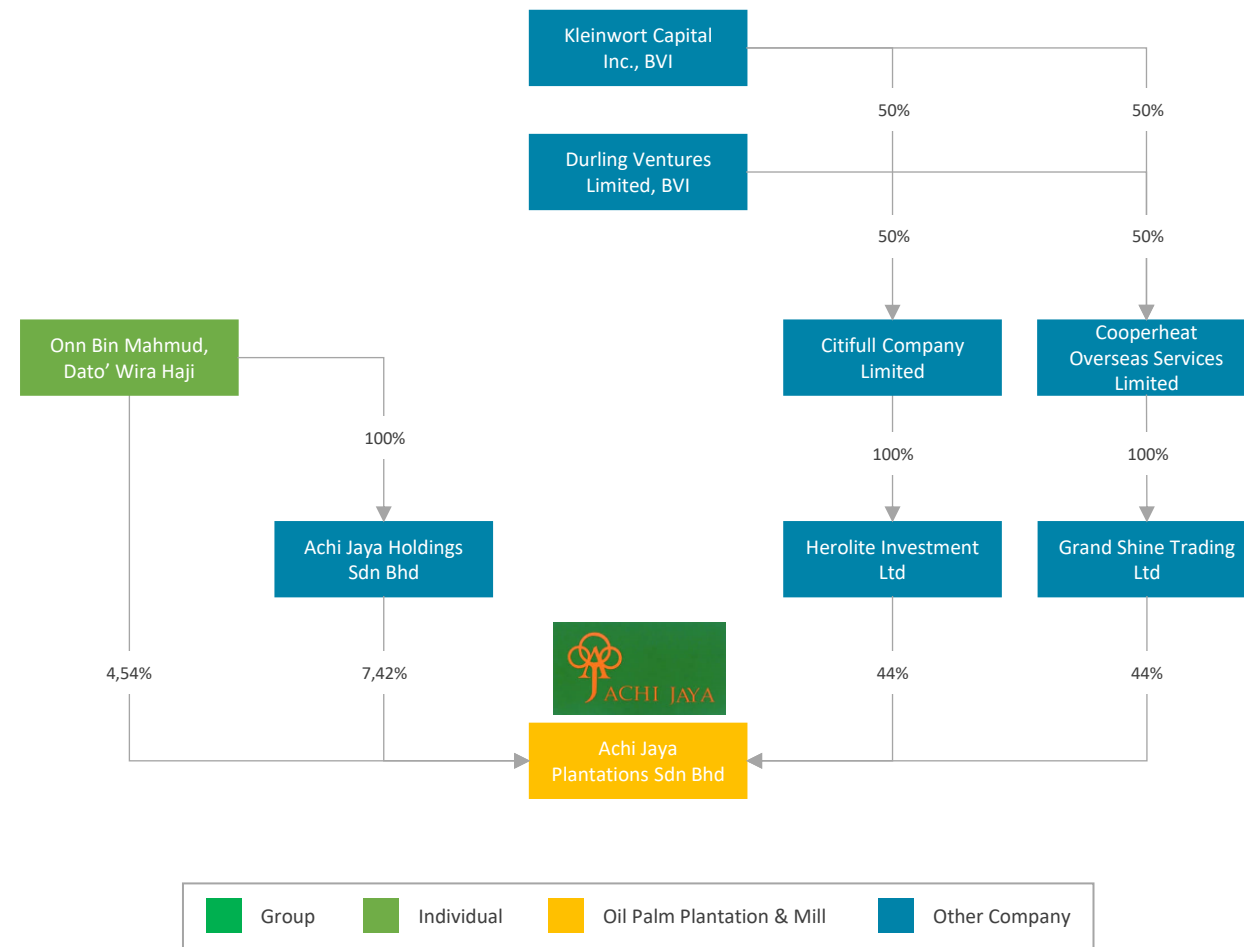 Kleinwort Capital
Inc., BVI
50%
50%
Durling Ventures
Limited, BVI
50%
50%
Onn Bin Mahmud,
Dato’ Wira Haji
Citifull Company
Limited
Cooperheat
Overseas Services
Limited
100%
100%
100%
Achi Jaya Holdings
Sdn Bhd
Herolite Investment
Ltd
Grand Shine Trading
Ltd
4,54%
7,42%
AJ
ACHI JAYA
44%
44%
Achi Jaya
Plantations Sdn Bhd
Group
Individual
Oil Palm Plantation & Mill
Other Company